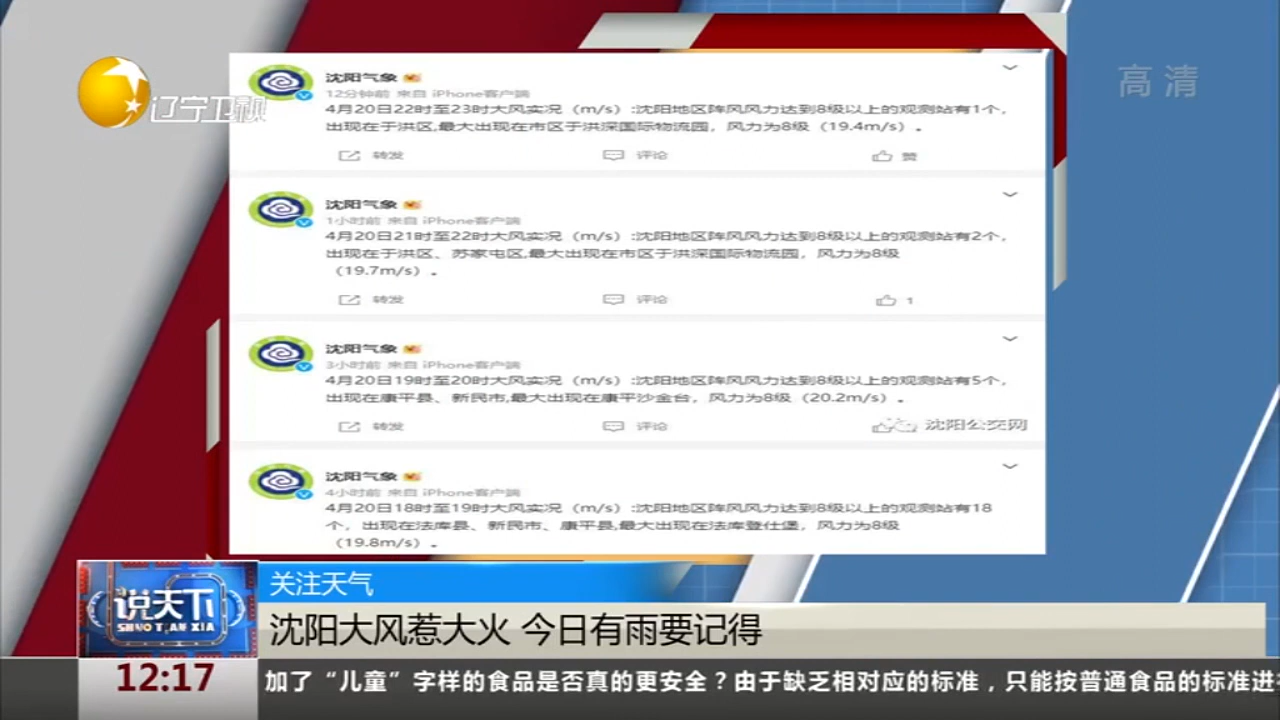 辽宁卫视
高清
沈阳气象
12分钟前 来自 iPhone客户端
4月20日22时至23时大风实况（m/s）:沈阳地区阵风风力达到8级以上的观测站有1个，
出现在于洪区,最大出现在市区于洪深国际物流园，风力为8级（19.4m/s）。
转发 评论 赞
沈阳气象
1小时前 来自 iPhone客户端
4月20日21时至22时大风实况（m/s）:沈阳地区阵风风力达到8级以上的观测站有2个，
出现在于洪区、苏家屯区,最大出现在市区于洪深国际物流园，风力为8级
（19.7m/s）。
转发 评论 1
沈阳气象
3小时前 来自 iPhone客户端
4月20日19时至20时大风实况（m/s）:沈阳地区阵风风力达到8级以上的观测站有5个，
出现在康平县、新民市,最大出现在康平沙金台，风力为8级（20.2m/s）。
转发 评论
沈阳公交网
沈阳气象
4小时前 来自 iPhone客户端
4月20日18时至19时大风实况（m/s）:沈阳地区阵风风力达到8级以上的观测站有18
个，出现在法库县、新民市、康平县,最大出现在法库登仕堡，风力为8级
（19.8m/s）。
关注天气
说天下
SHUO TIAN XIA
沈阳大风惹大火 今日有雨要记得
12:17
加了“儿童”字样的食品是否真的更安全？由于缺乏相对应的标准，只能按普通食品的标准进